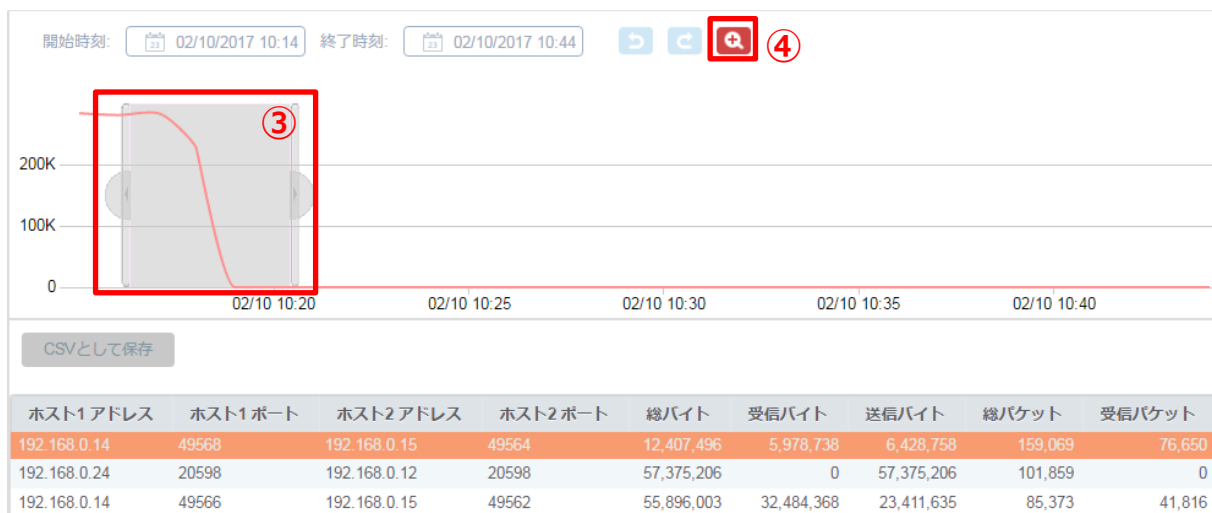 開始時刻: 23 02/10/2017 10:14 終了時刻: 23 02/10/2017 10:44 ④
③
200K
100K
0
02/10 10:20 02/10 10:25 02/10 10:30 02/10 10:35 02/10 10:40
CSVとして保存
ホスト1 アドレス ホスト1 ポート ホスト2 アドレス ホスト2 ポート 総バイト 受信バイト 送信バイト 総パケット 受信パケット
192.168.0.14 49568 192.168.0.15 49564 12,407,496 5,978,738 6,428,758 159,069 76,650
192.168.0.24 20598 192.168.0.12 20598 57,375,206 0 57,375,206 101,859 0
192.168.0.14 49566 192.168.0.15 49562 55,896,003 32,484,368 23,411,635 85,373 41,816